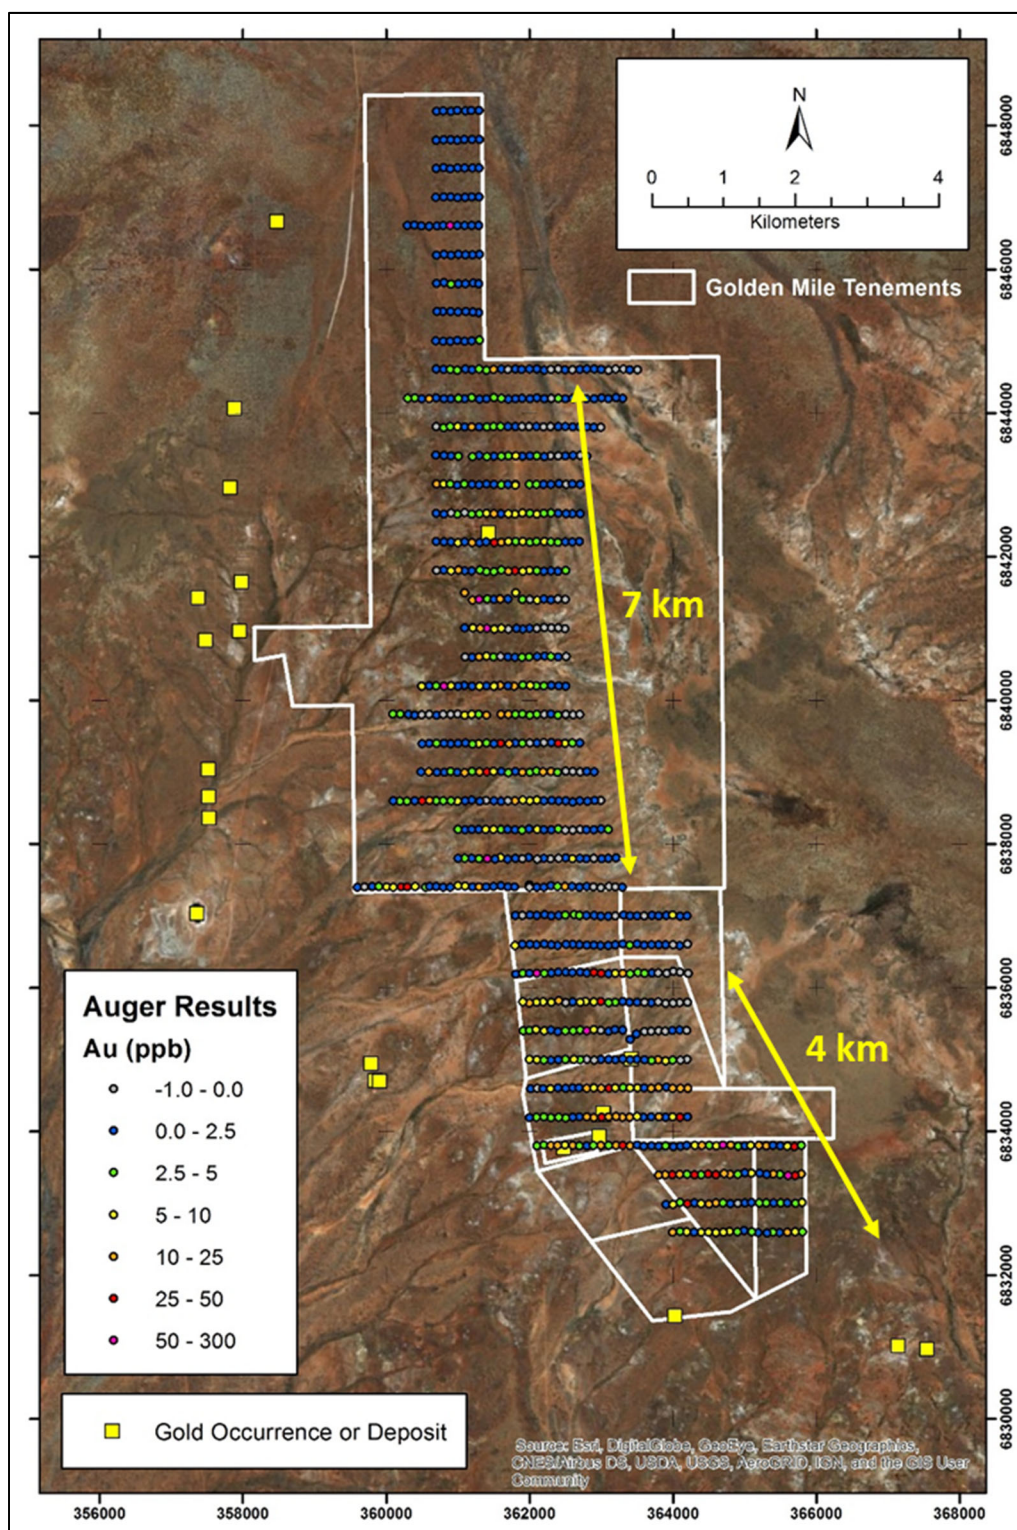 N
0 1 2 4
Kilometers
Golden Mile Tenements
7 km
4 km
Auger Results
Au (ppb)
-1.0 - 0.0
0.0 - 2.5
2.5 - 5
5 - 10
10 - 25
25 - 50
50 - 300
Gold Occurrence or Deposit
Source: Esri, DigitalGlobe, GeoEye, Earthstar Geographics,
CNES/Airbus DS, USDA, USGS, AeroGRID, IGN, and the GIS User
Community
6848000
6846000
6844000
6842000
6840000
6838000
6836000
6834000
6832000
6830000
356000 358000 360000 362000 364000 366000 368000